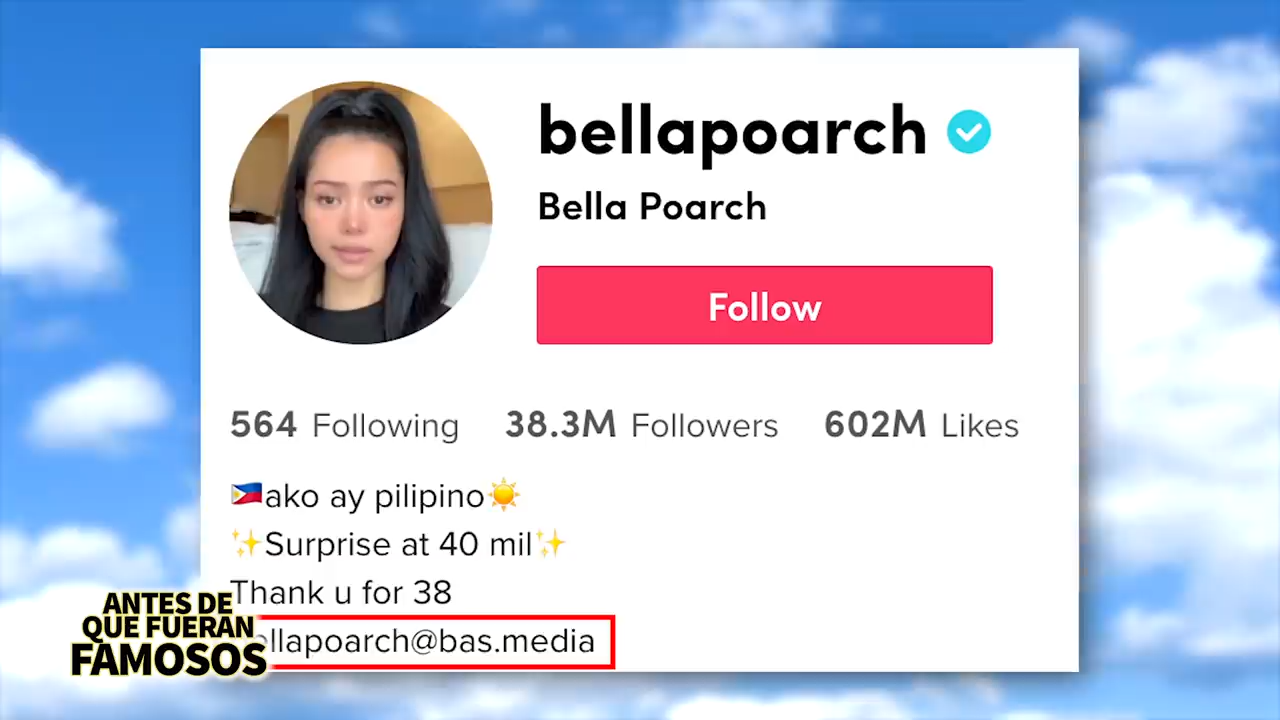 bellapoarch
Bella Poarch
Follow
564 Following 38.3M Followers 602M Likes
🇵🇭ako ay pilipino☀️
✨Surprise at 40 mil✨
Thank u for 38
ellapoarch@bas.media
ANTES DE
QUE FUERAN
FAMOSOS